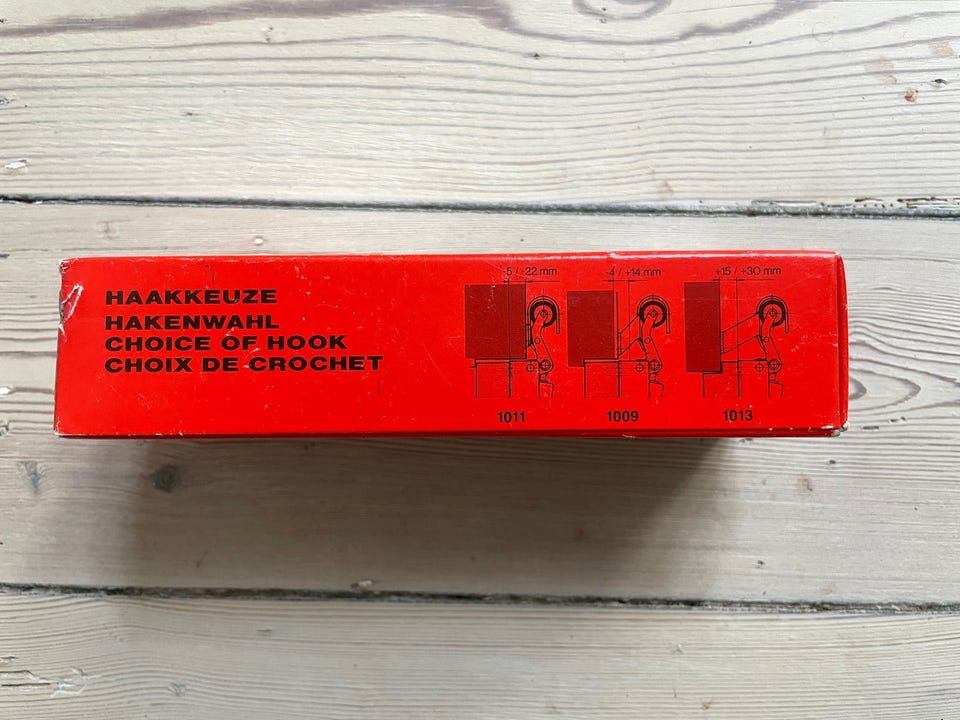 HAAKKEUZE
HAKENWAHL
CHOICE OF HOOK
CHOIX DE CROCHET
-5 / -22 mm
-4 / +14 mm
+15 / +30 mm
1011
1009
1013